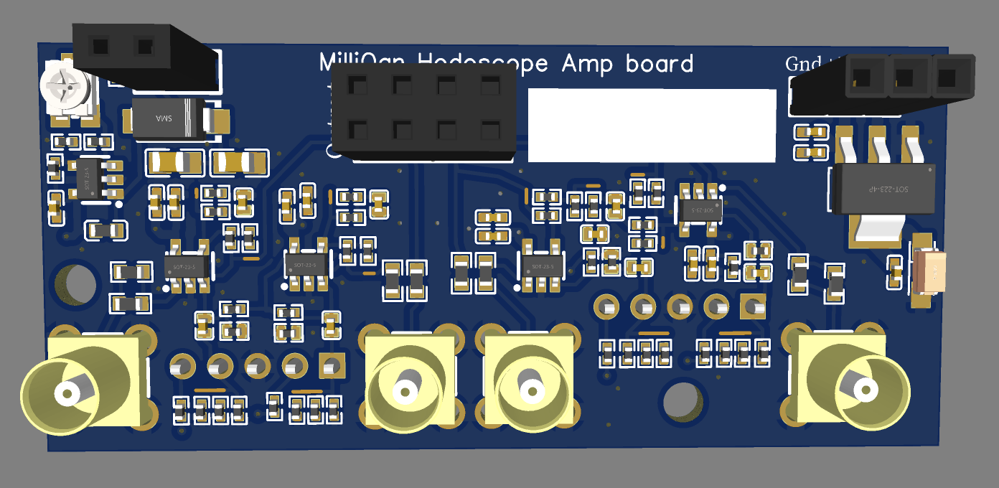 MilliQan Hodoscope Amp board
Gnd
SMA
SOT-23-5
SOT-23-5
SOT-223-4P
SOT-23-5
SOT-23-5
SOT-23-5